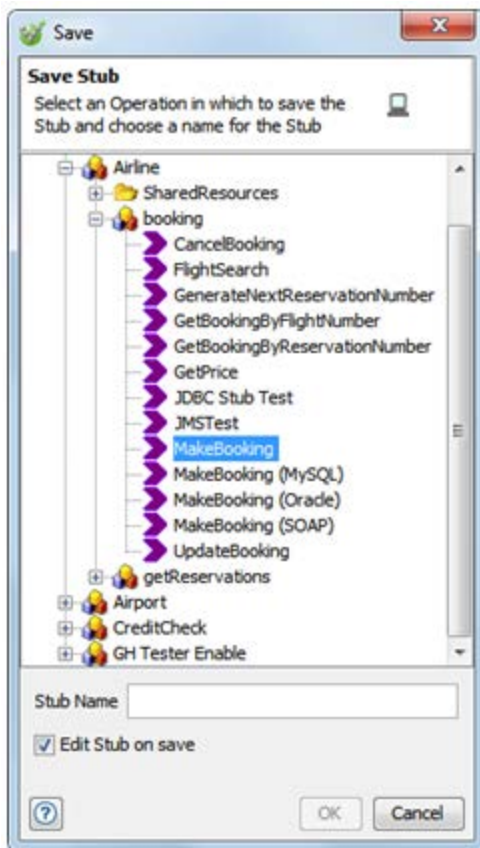 Save
Save Stub
Select an Operation in which to save the
Stub and choose a name for the Stub
Airline
SharedResources
booking
CancelBooking
FlightSearch
GenerateNextReservationNumber
GetBookingByFlightNumber
GetBookingByReservationNumber
GetPrice
JDBC Stub Test
JMSTest
MakeBooking
MakeBooking (MySQL)
MakeBooking (Oracle)
MakeBooking (SOAP)
UpdateBooking
getReservations
Airport
CreditCheck
GH Tester Enable
Stub Name
Edit Stub on save
OK Cancel